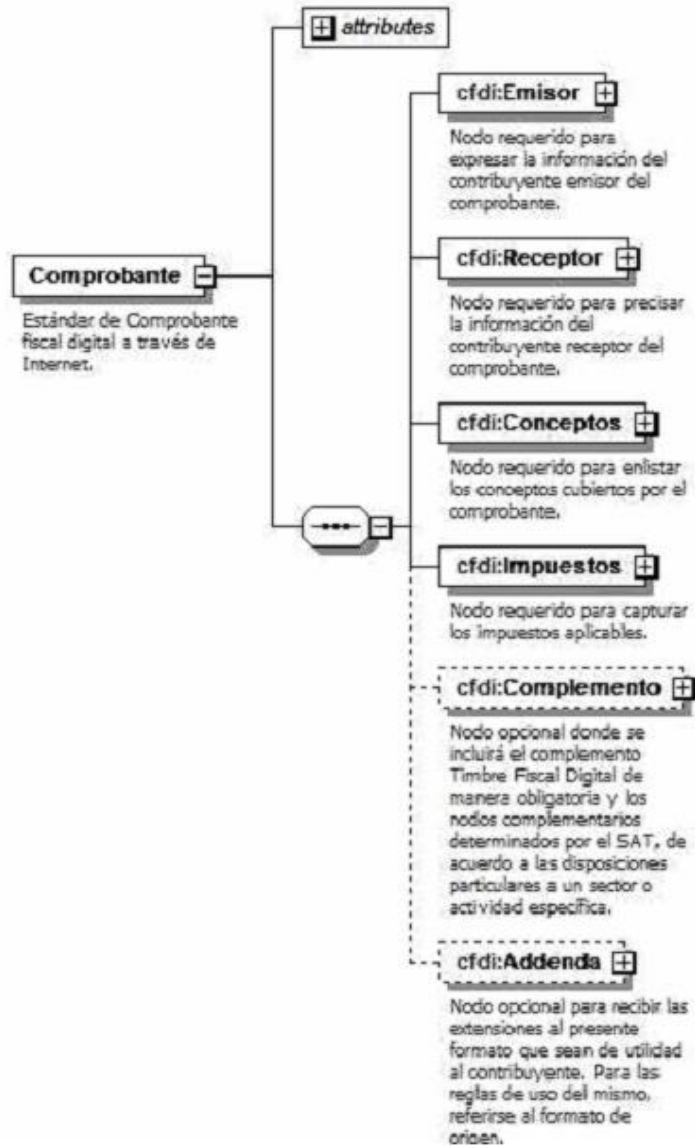 attributes
cfdi:Emisor
Nodo requerido para
expresar la información del
contribuyente emisor del
comprobante.
cfdi:Receptor
Nodo requerido para precisar
la información del
contribuyente receptor del
comprobante.
Comprobante
Estándar de Comprobante
fiscal digital a través de
Internet.
cfdi:Conceptos
Nodo requerido para enlistar
los conceptos cubiertos por el
comprobante.
cfdi:Impuestos
Nodo requerido para capturar
los impuestos aplicables.
cfdi:Complemento
Nodo opcional donde se
incluirá el complemento
Timbre Fiscal Digital de
manera obligatoria y los
nodos complementarios
determinados por el SAT, de
acuerdo a las disposiciones
particulares a un sector o
actividad específica.
cfdi:Addenda
Nodo opcional para recibir las
extensiones al presente
formato que sean de utilidad
al contribuyente. Para las
reglas de uso del mismo,
referirse al formato de
origen.